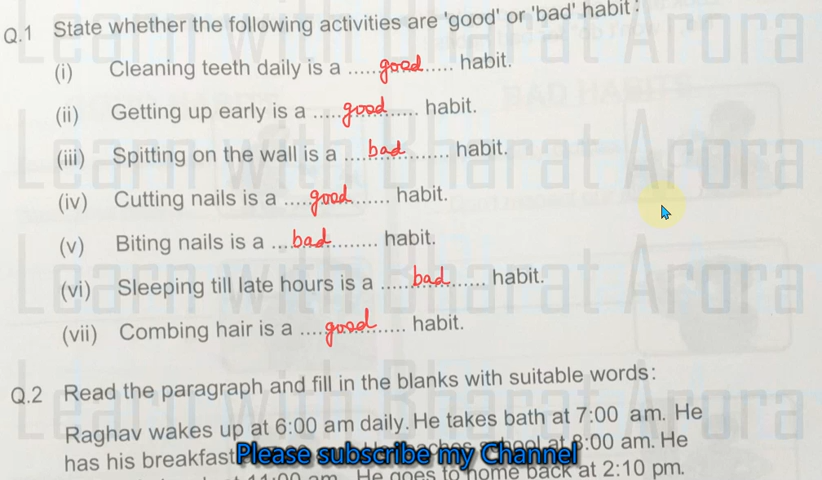 Q.1 State whether the following activities are 'good' or 'bad' habit:
(i) Cleaning teeth daily is a .....good..... habit.
(ii) Getting up early is a .....good..... habit.
(iii) Spitting on the wall is a ....bad........ habit.
(iv) Cutting nails is a ....good...... habit.
(v) Biting nails is a ...bad........ habit.
(vi) Sleeping till late hours is a .....bad...... habit.
(vii) Combing hair is a ....good..... habit.
Q.2 Read the paragraph and fill in the blanks with suitable words:
Raghav wakes up at 6:00 am daily. He takes bath at 7:00 am. He
has his breakfast at 8:00 am. He
Please subscribe my Channel
He goes to home back at 2:10 pm.
Learn with Bharat Arora